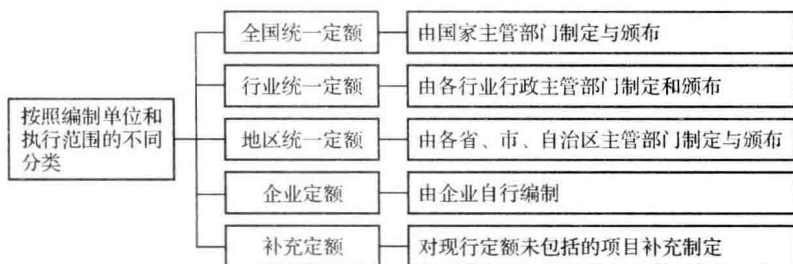 全国统一定额
由国家主管部门制定与颁布
行业统一定额
由各行业行政主管部门制定和颁布
按照编制单位和
执行范围的不同
分类
地区统一定额
由各省、市、自治区主管部门制定与颁布
企业定额
由企业自行编制
补充定额
对现行定额未包括的项目补充制定